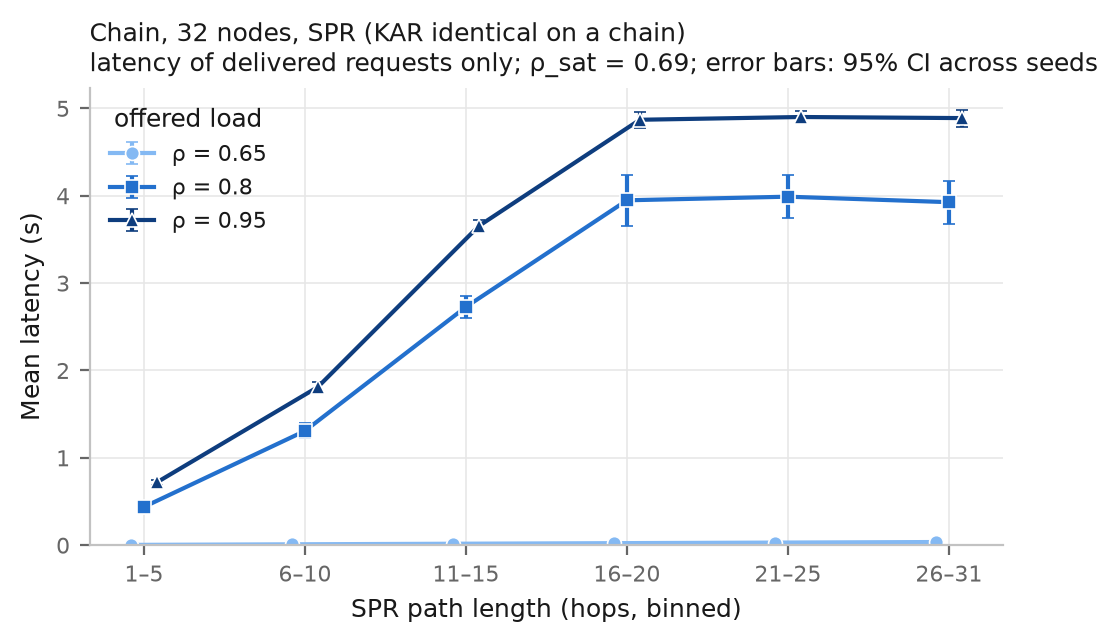 Chain, 32 nodes, SPR (KAR identical on a chain)
latency of delivered requests only; ρ_sat = 0.69; error bars: 95% CI across seeds
offered load
ρ = 0.65
ρ = 0.8
ρ = 0.95
Mean latency (s)
5
4
3
2
1
0
1–5
6–10
11–15
16–20
21–25
26–31
SPR path length (hops, binned)